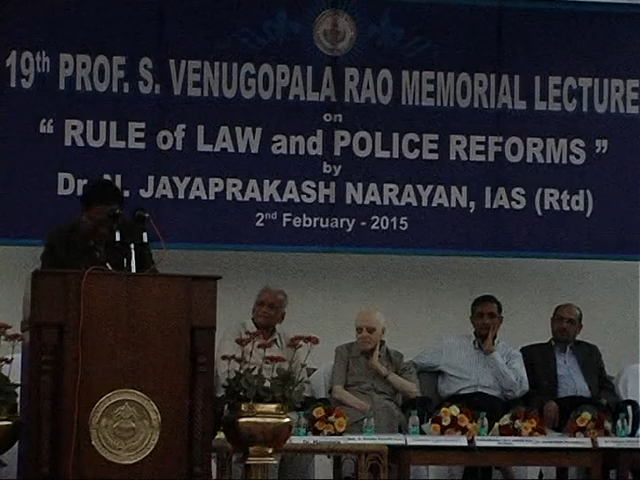 19th PROF. S. VENUGOPALA RAO MEMORIAL LECTURE
on
“ RULE of LAW and POLICE REFORMS ”
by
Dr. N. JAYAPRAKASH NARAYAN, IAS (Rtd)
2nd February - 2015